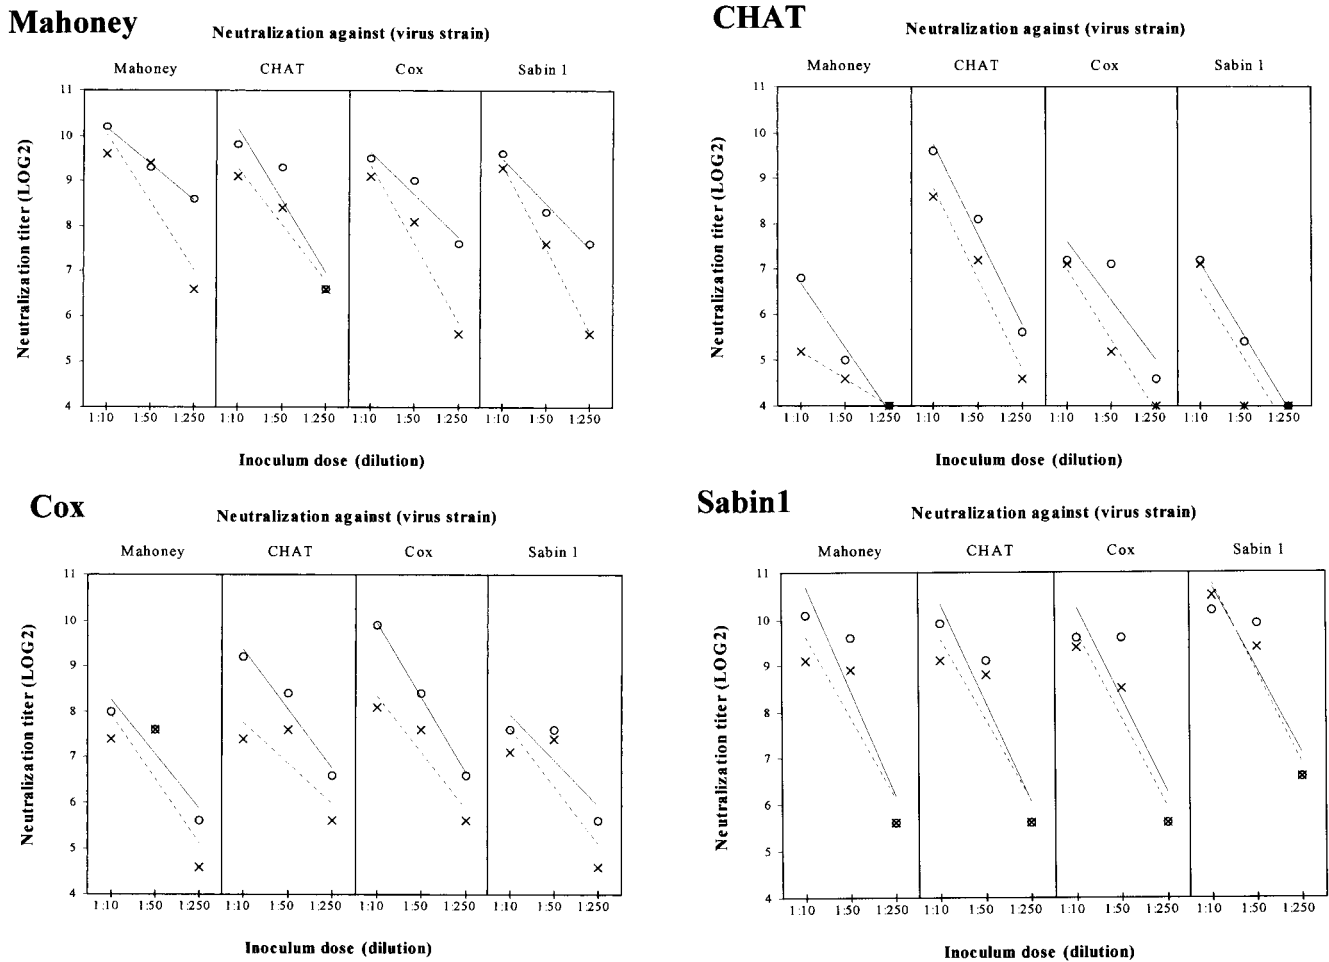 Mahoney
Neutralization against (virus strain)
Mahoney CHAT Cox Sabin 1
Neutralization titer (LOG2)
11
10
9
8
7
6
5
4
1:10 1:50 1:250 1:10 1:50 1:250 1:10 1:50 1:250 1:10 1:50 1:250
Inoculum dose (dilution)
CHAT
Neutralization against (virus strain)
Mahoney CHAT Cox Sabin 1
Neutralization titer (LOG2)
11
10
9
8
7
6
5
4
1:10 1:50 1:250 1:10 1:50 1:250 1:10 1:50 1:250 1:10 1:50 1:250
Inoculum dose (dilution)
Cox
Neutralization against (virus strain)
Mahoney CHAT Cox Sabin 1
Neutralization titer (LOG2)
11
10
9
8
7
6
5
4
1:10 1:50 1:250 1:10 1:50 1:250 1:10 1:50 1:250 1:10 1:50 1:250
Inoculum dose (dilution)
Sabin1
Neutralization against (virus strain)
Mahoney CHAT Cox Sabin 1
Neutralization titer (LOG2)
11
10
9
8
7
6
5
4
1:10 1:50 1:250 1:10 1:50 1:250 1:10 1:50 1:250 1:10 1:50 1:250
Inoculum dose (dilution)